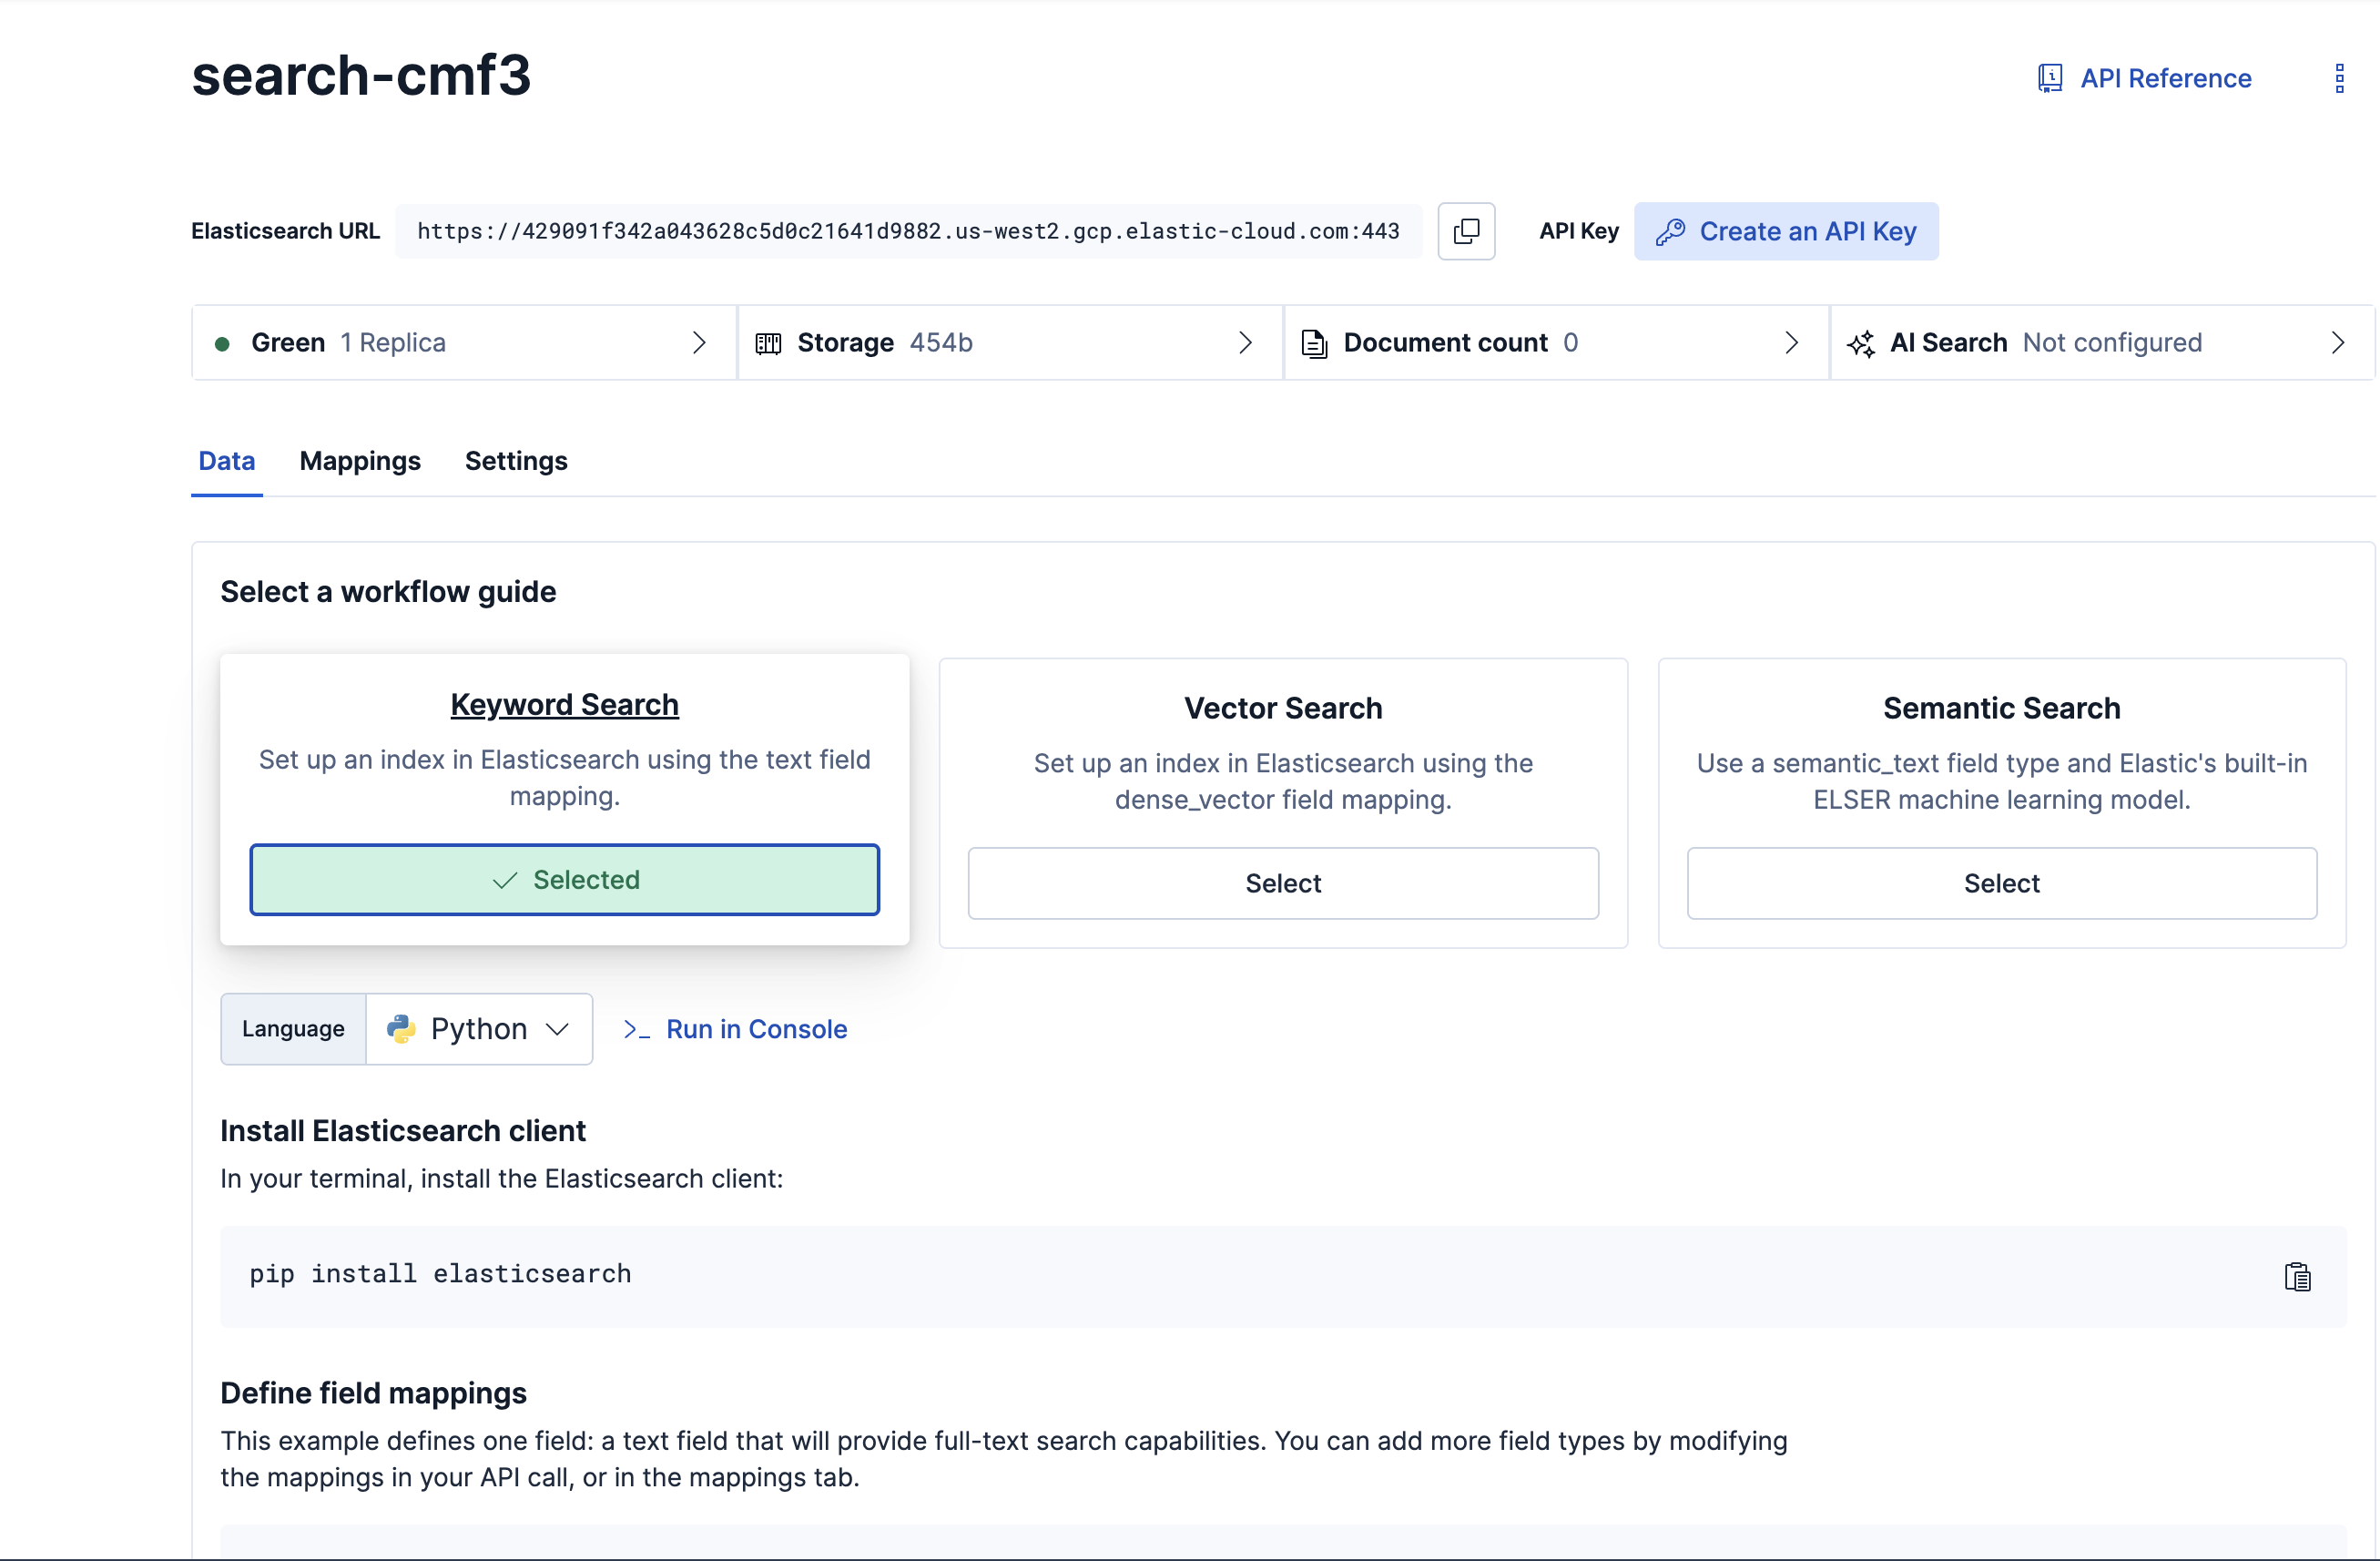 search-cmf3
API Reference
Elasticsearch URL https://429091f342a043628c5d0c21641d9882.us-west2.gcp.elastic-cloud.com:443 API Key Create an API Key
Green 1 Replica Storage 454b Document count 0 AI Search Not configured
Data Mappings Settings
Select a workflow guide
Keyword Search
Set up an index in Elasticsearch using the text field
mapping.
Selected
Vector Search
Set up an index in Elasticsearch using the
dense_vector field mapping.
Select
Semantic Search
Use a semantic_text field type and Elastic's built-in
ELSER machine learning model.
Select
Language Python >_ Run in Console
Install Elasticsearch client
In your terminal, install the Elasticsearch client:
pip install elasticsearch
Define field mappings
This example defines one field: a text field that will provide full-text search capabilities. You can add more field types by modifying
the mappings in your API call, or in the mappings tab.